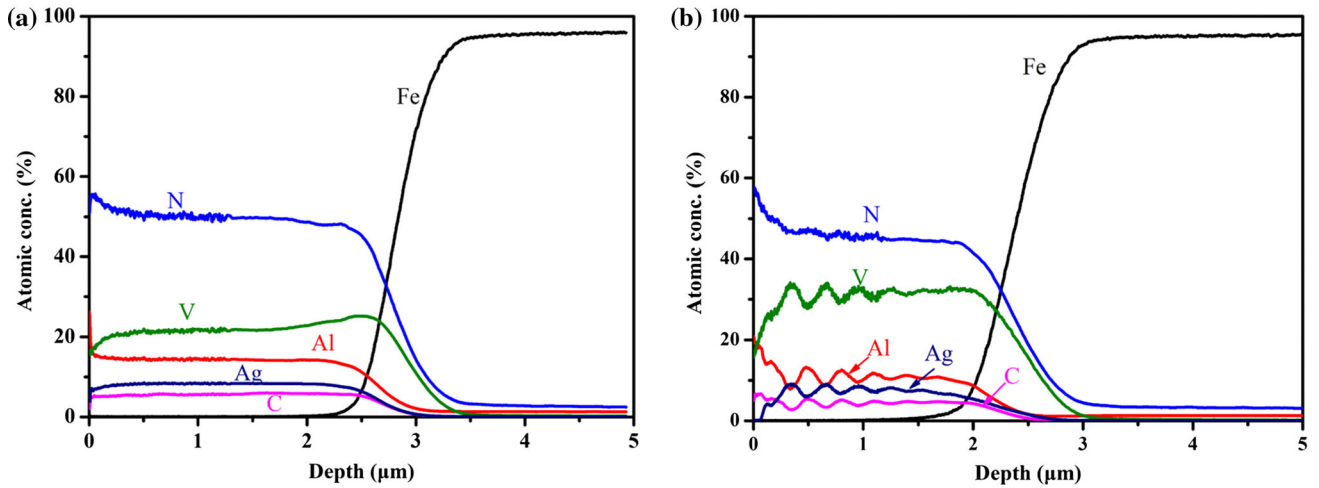 (a)
100
80
60
40
20
0
Atomic conc. (%)
Fe
N
V
Al
Ag
C
0 1 2 3 4 5
Depth (μm)
(b)
100
80
60
40
20
0
Atomic conc. (%)
Fe
N
V
Al
Ag
C
0 1 2 3 4 5
Depth (μm)